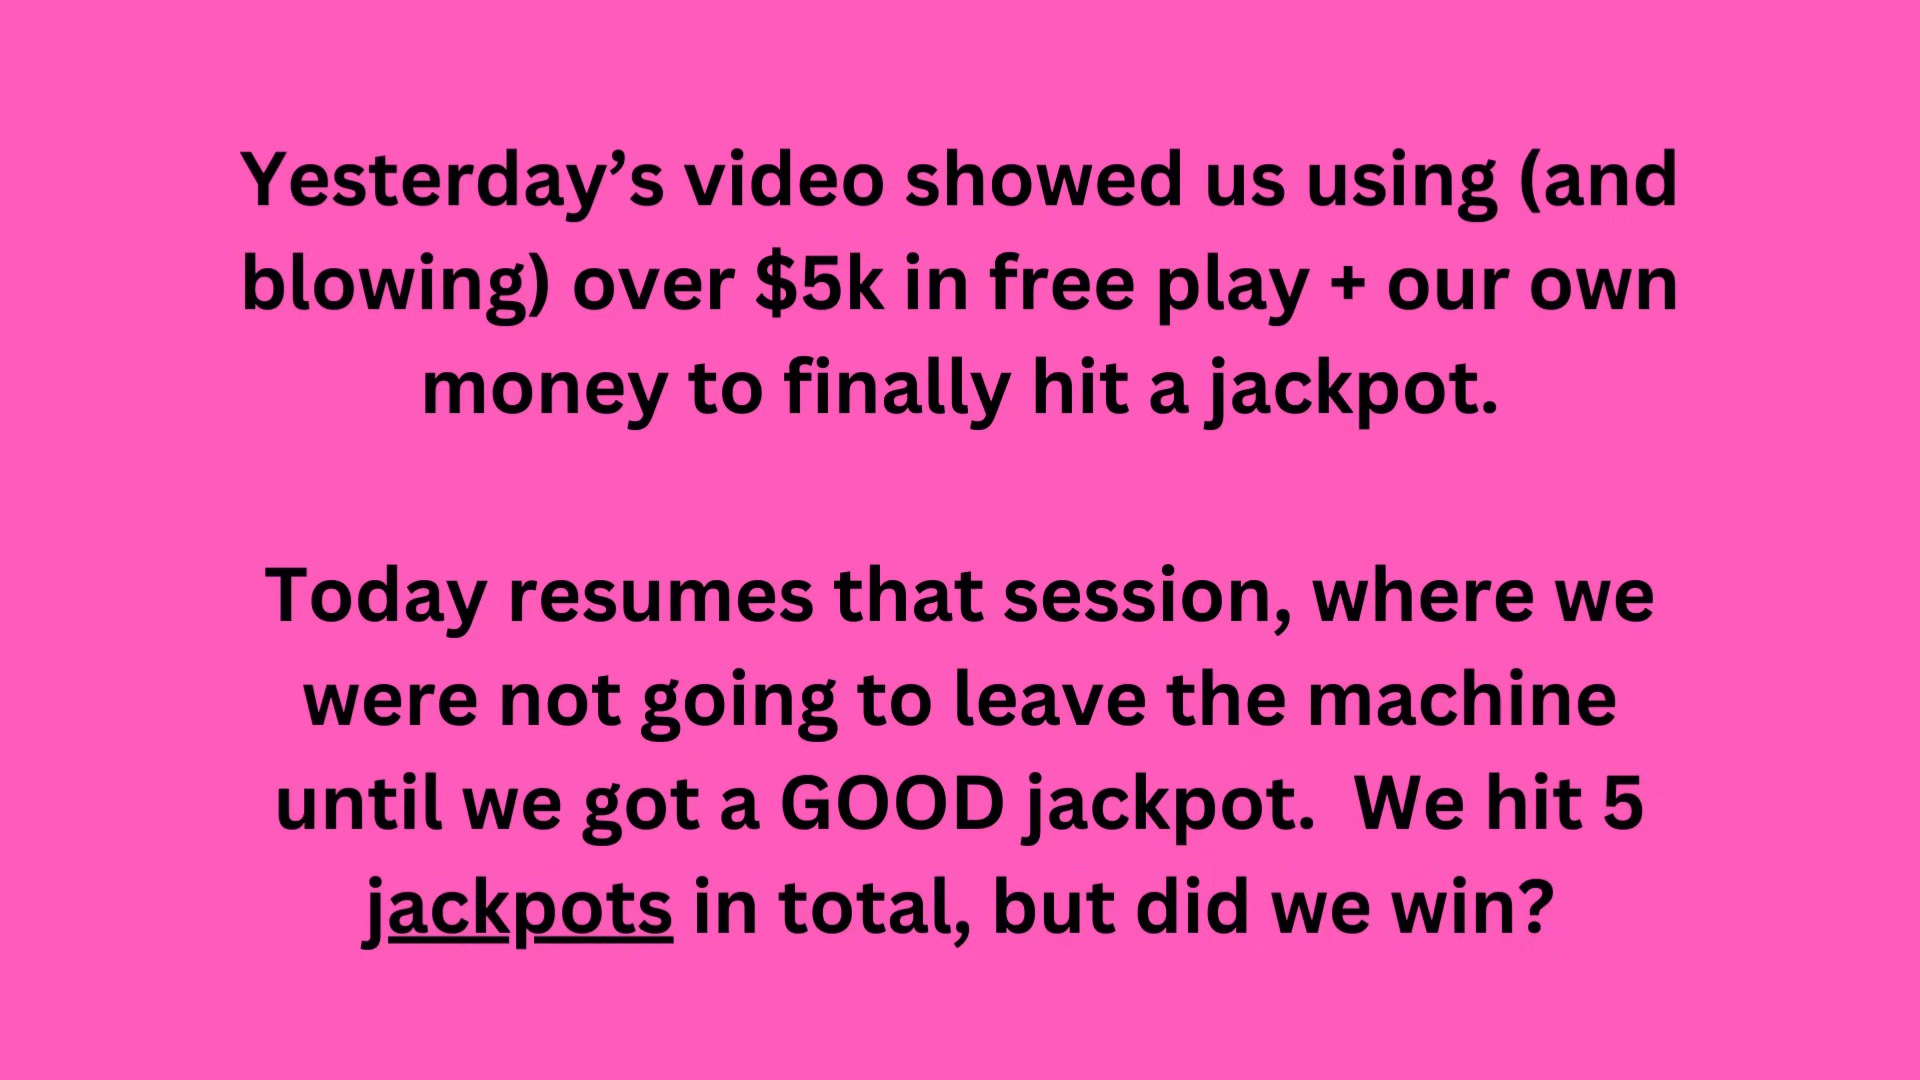 Yesterday’s video showed us using (and
blowing) over $5k in free play + our own
money to finally hit a jackpot.
Today resumes that session, where we
were not going to leave the machine
until we got a GOOD jackpot.  We hit 5
jackpots in total, but did we win?